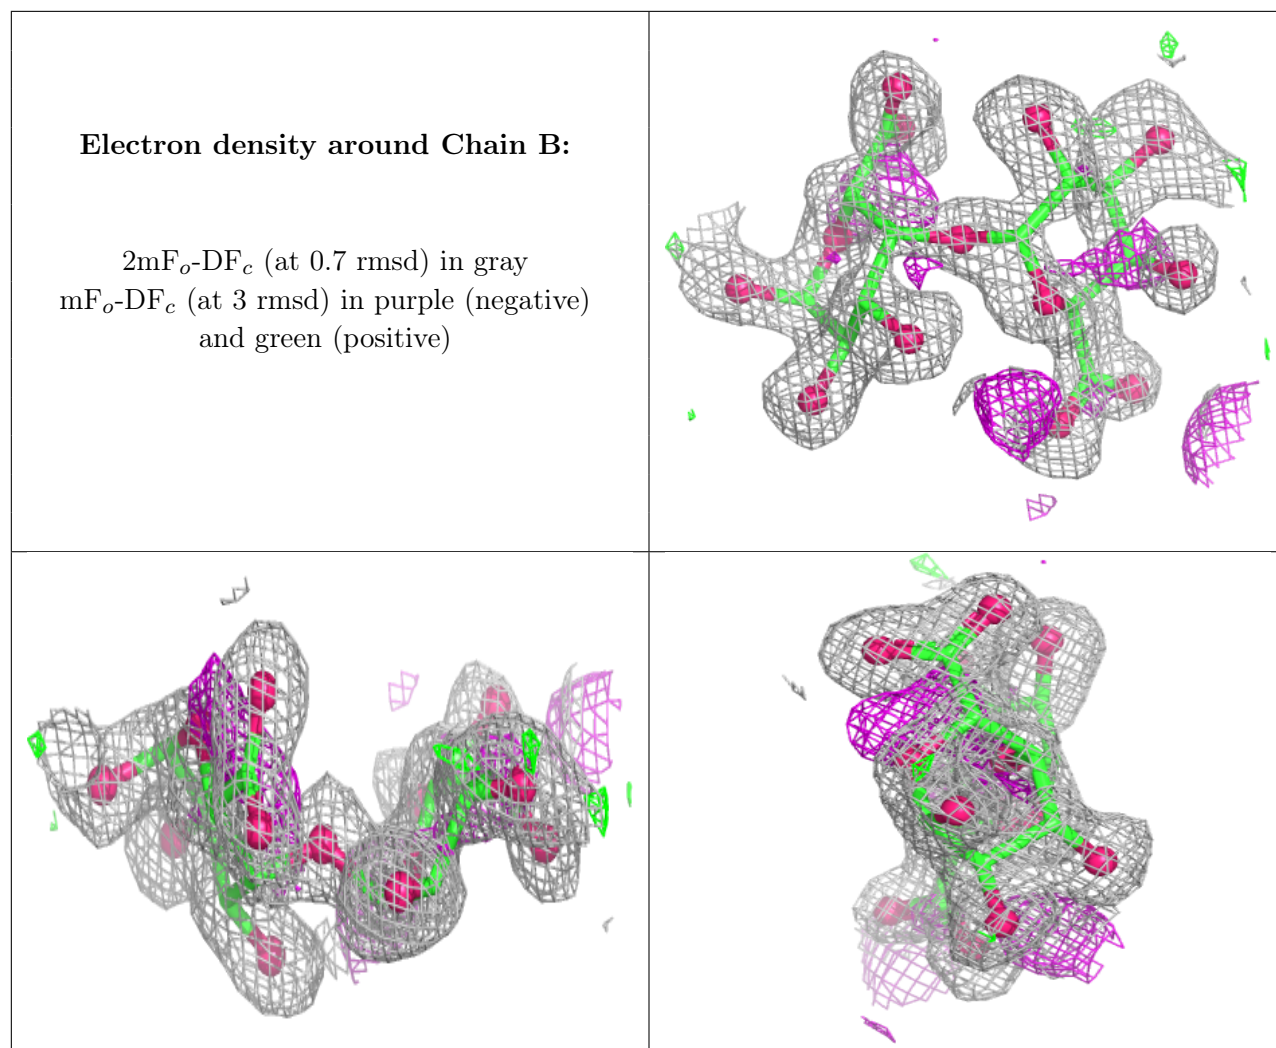 Electron density around Chain B:
2mFo-DFc (at 0.7 rmsd) in gray
mFo-DFc (at 3 rmsd) in purple (negative)
and green (positive)